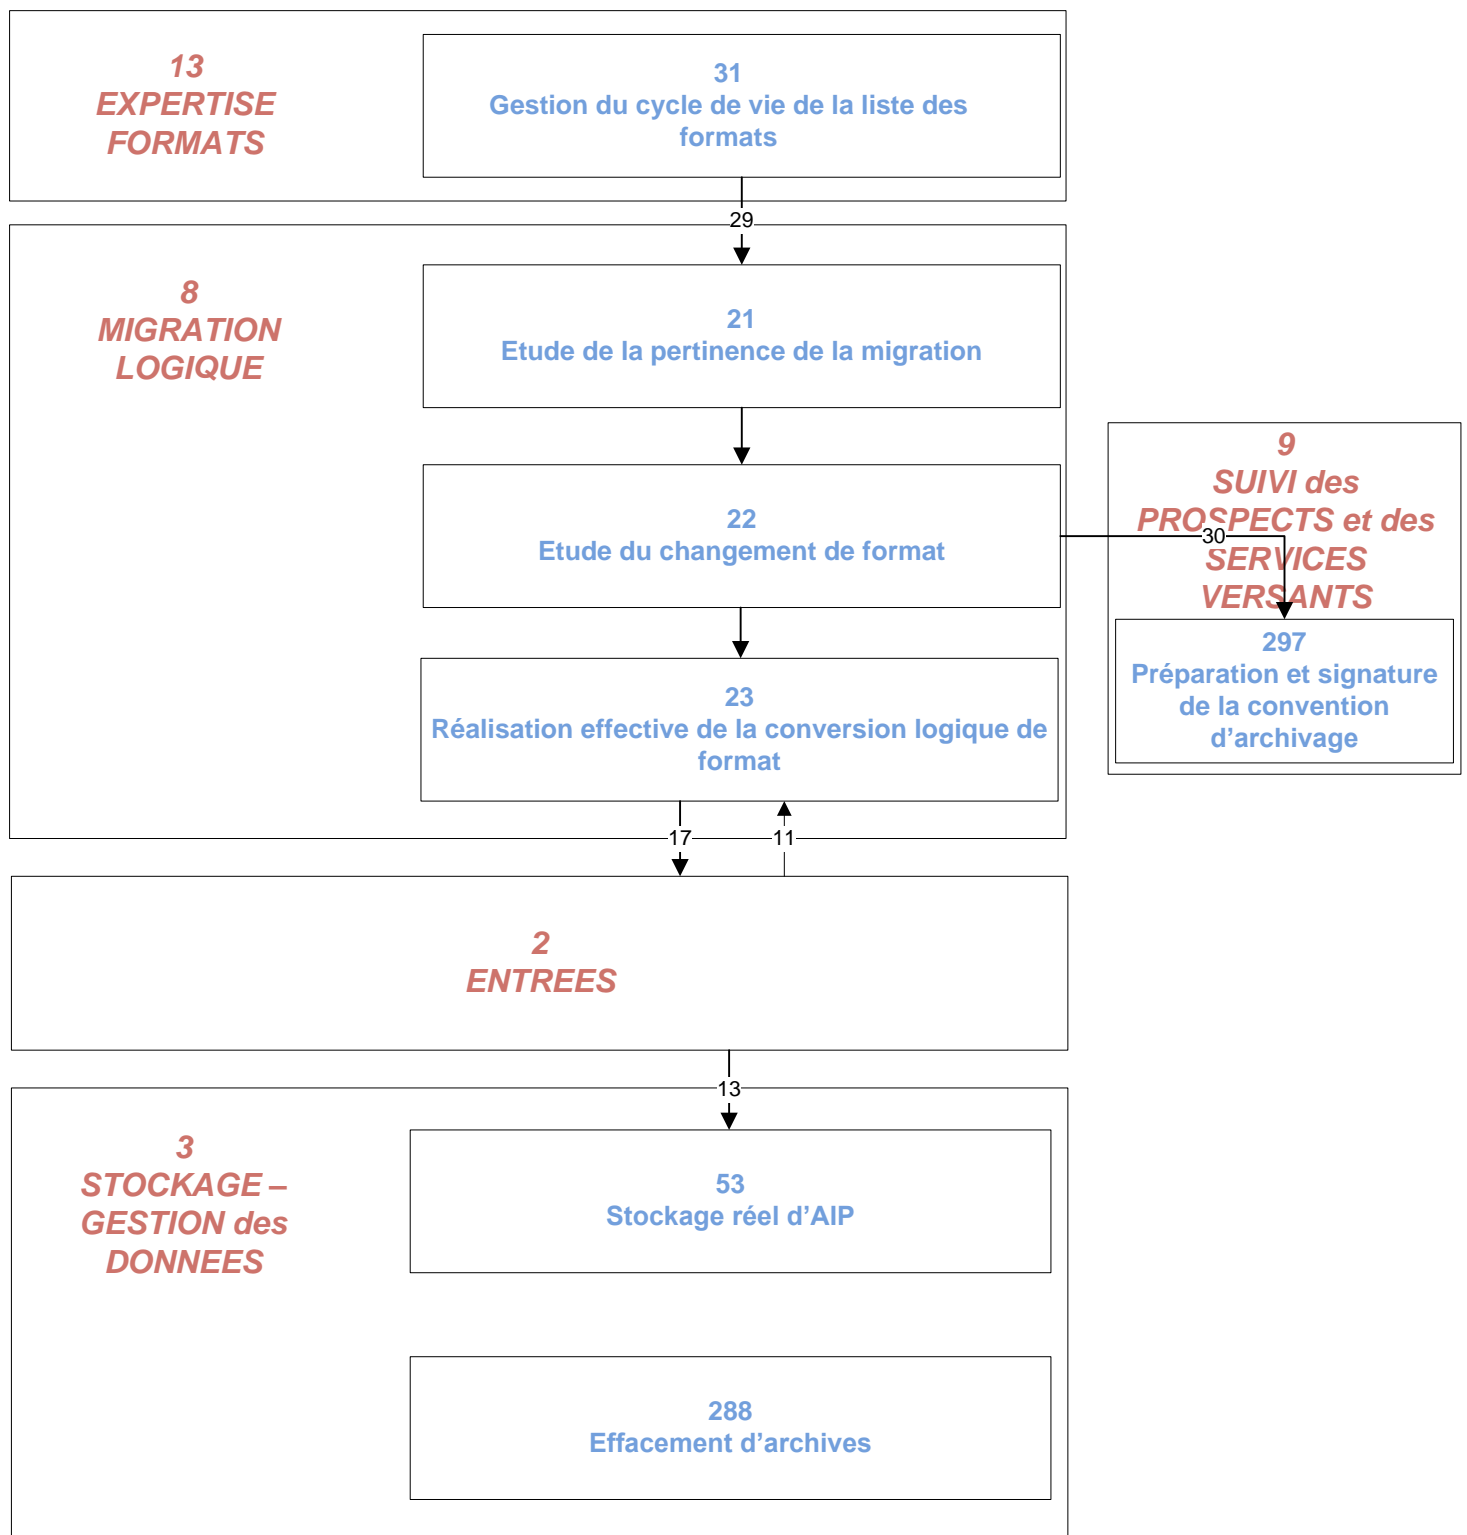 13
EXPERTISE
FORMATS
31
Gestion du cycle de vie de la liste des
formats
29
8
MIGRATION
LOGIQUE
21
Etude de la pertinence de la migration
22
Etude du changement de format
30
9
SUIVI des
PROSPECTS et des
SERVICES
VERSANTS
297
Préparation et signature
de la convention
d’archivage
23
Réalisation effective de la conversion logique de
format
17
11
2
ENTREES
13
3
STOCKAGE –
GESTION des
DONNEES
53
Stockage réel d’AIP
288
Effacement d’archives